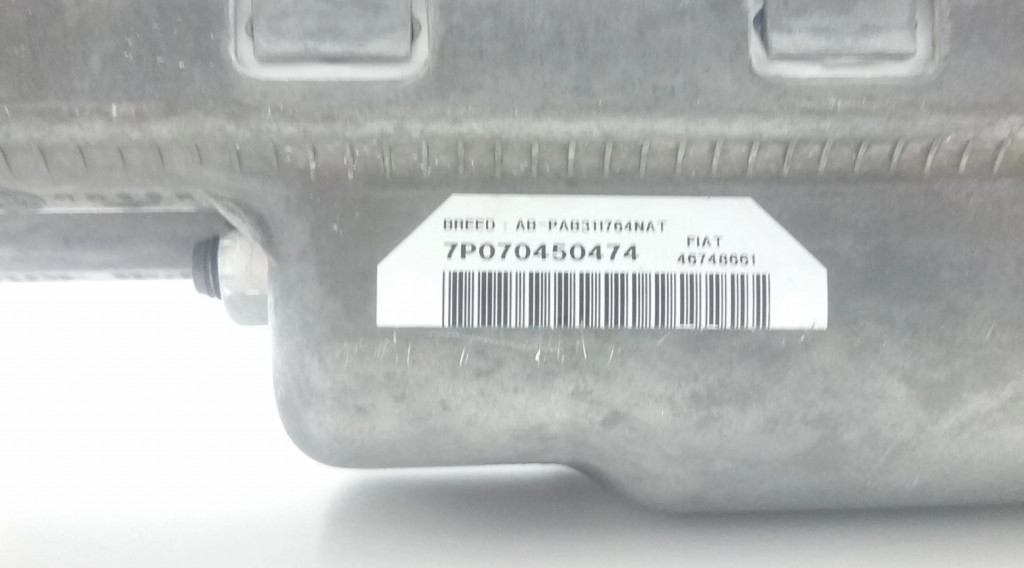 BREED : AB-PAB311764NAT
7P070450474
FIAT
46748661